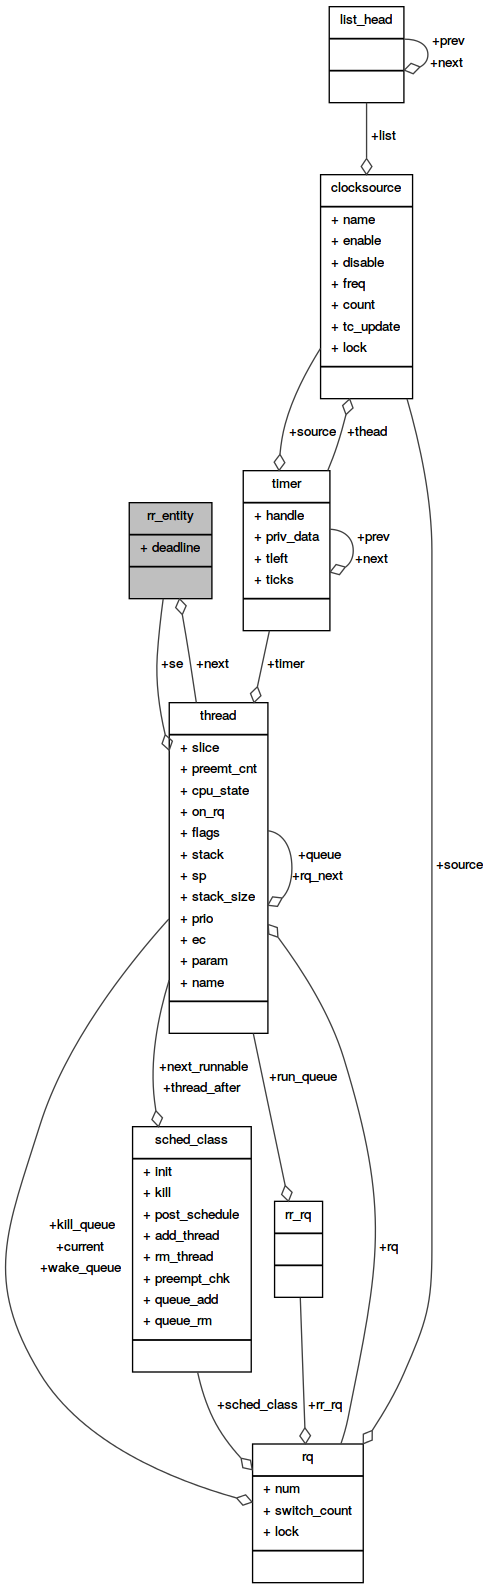 list_head
+prev
+next
+list
clocksource
+ name
+ enable
+ disable
+ freq
+ count
+ tc_update
+ lock
+source
+thead
timer
+ handle
+ priv_data
+ tleft
+ ticks
+prev
+next
rr_entity
+ deadline
+se
+next
+timer
thread
+ slice
+ preemt_cnt
+ cpu_state
+ on_rq
+ flags
+ stack
+ sp
+ stack_size
+ prio
+ ec
+ param
+ name
+queue
+rq_next
+source
+next_runnable
+thread_after
+run_queue
sched_class
+ init
+ kill
+ post_schedule
+ add_thread
+ rm_thread
+ preempt_chk
+ queue_add
+ queue_rm
rr_rq
+kill_queue
+current
+wake_queue
+rq
+sched_class
+rr_rq
rq
+ num
+ switch_count
+ lock